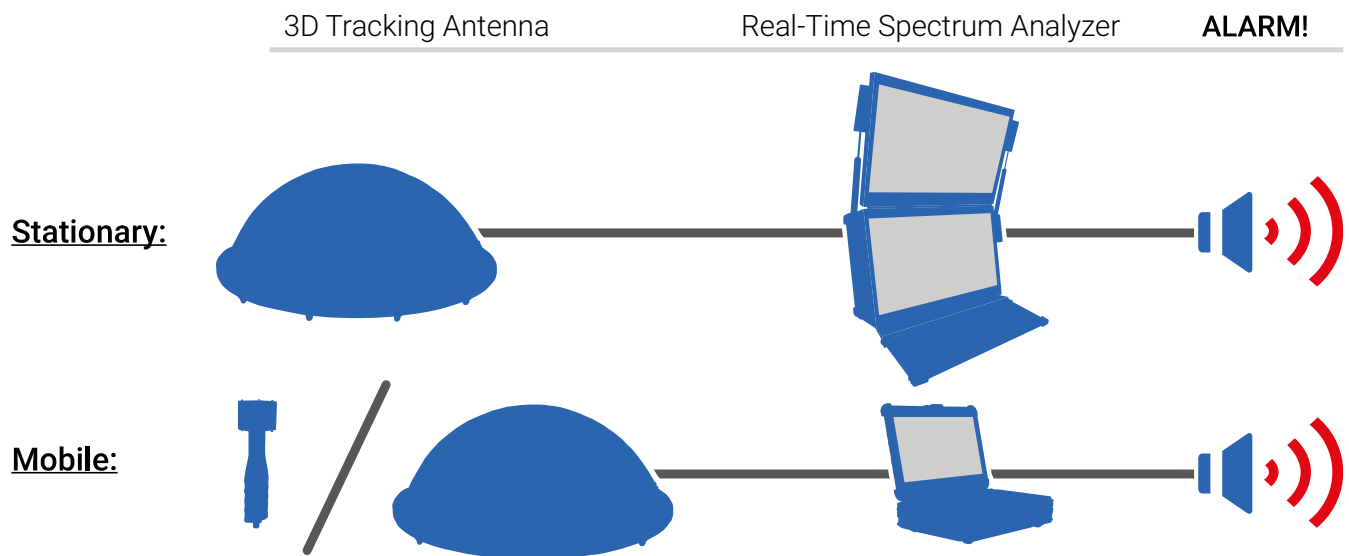 3D Tracking Antenna Real-Time Spectrum Analyzer ALARM!
Stationary:
Mobile: